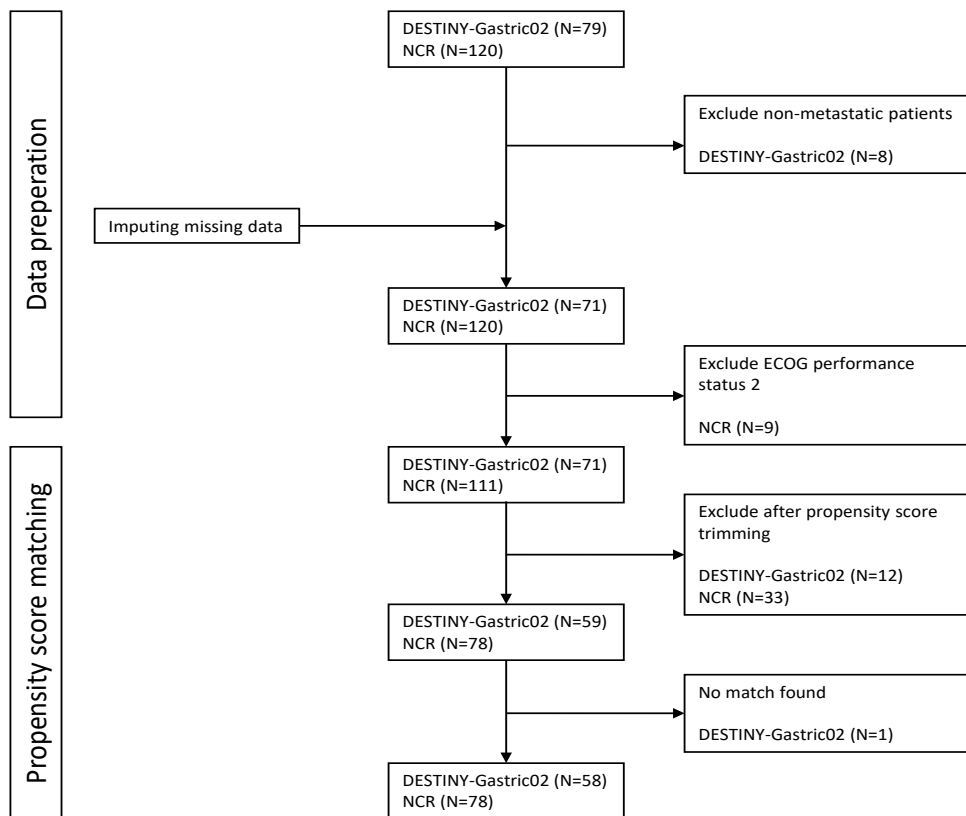 Data preperation
DESTINY-Gastric02 (N=79)
NCR (N=120)
Exclude non-metastatic patients
DESTINY-Gastric02 (N=8)
Imputing missing data
DESTINY-Gastric02 (N=71)
NCR (N=120)
Exclude ECOG performance
status 2
NCR (N=9)
Propensity score matching
DESTINY-Gastric02 (N=71)
NCR (N=111)
Exclude after propensity score
trimming
DESTINY-Gastric02 (N=12)
NCR (N=33)
DESTINY-Gastric02 (N=59)
NCR (N=78)
No match found
DESTINY-Gastric02 (N=1)
DESTINY-Gastric02 (N=58)
NCR (N=78)